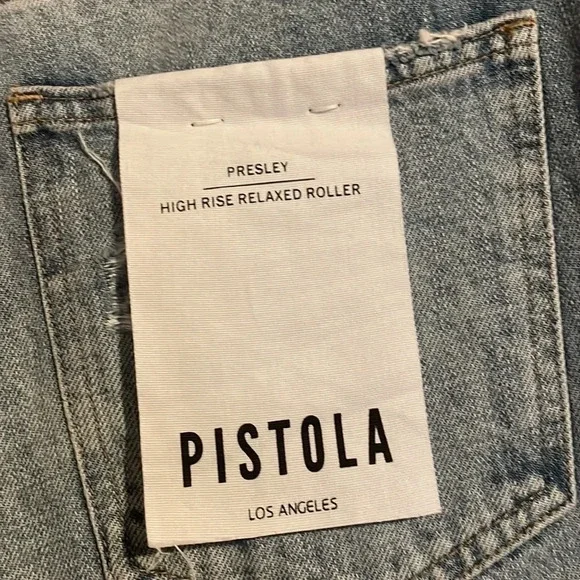 PRESLEY
HIGH RISE RELAXED ROLLER
PISTOLA
LOS ANGELES